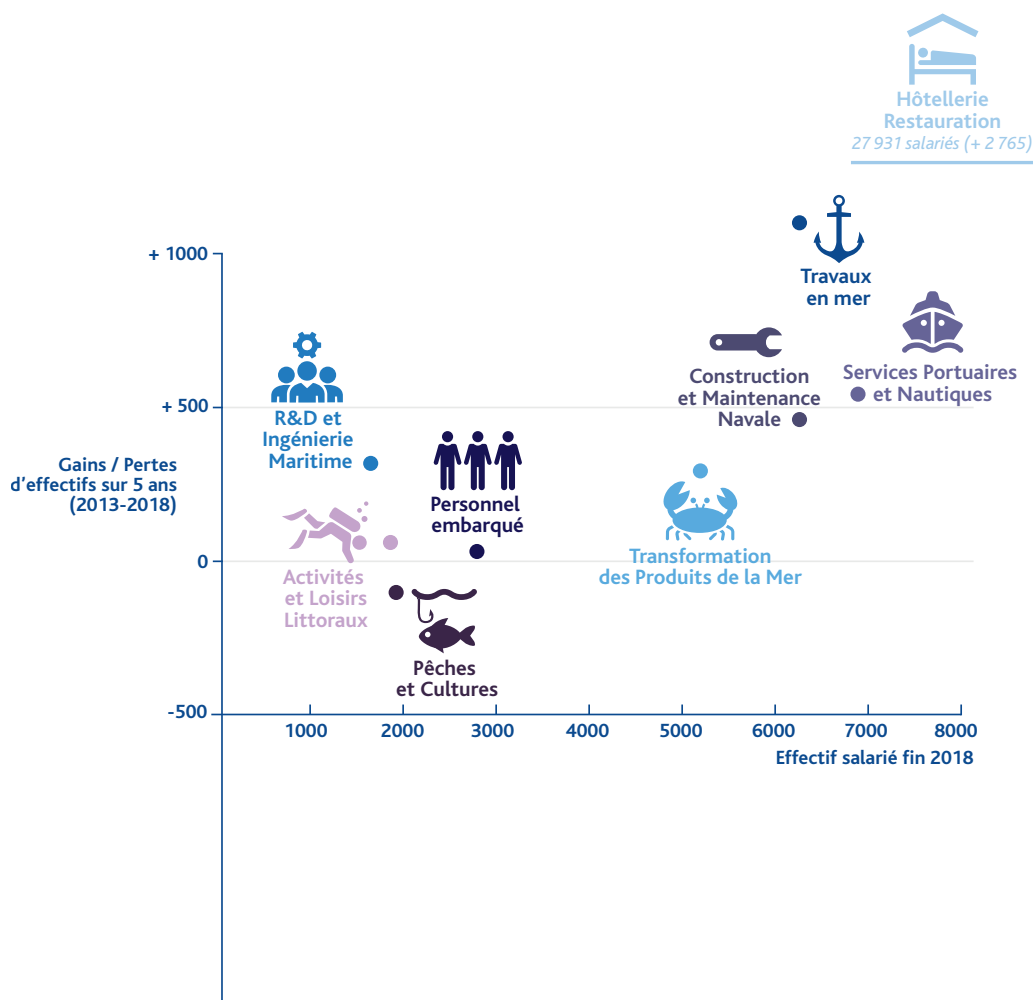 Hôtellerie
Restauration
27 931 salariés (+ 2 765)
+ 1000
Travaux
en mer
Construction
et Maintenance
Navale
Services Portuaires
et Nautiques
+ 500
R&D et
Ingénierie
Maritime
Gains / Pertes
d'effectifs sur 5 ans
(2013-2018)
Personnel
embarqué
0
Transformation
des Produits de la Mer
Activités
et Loisirs
Littoraux
Pêches
et Cultures
-500
1000 2000 3000 4000 5000 6000 7000 8000
Effectif salarié fin 2018